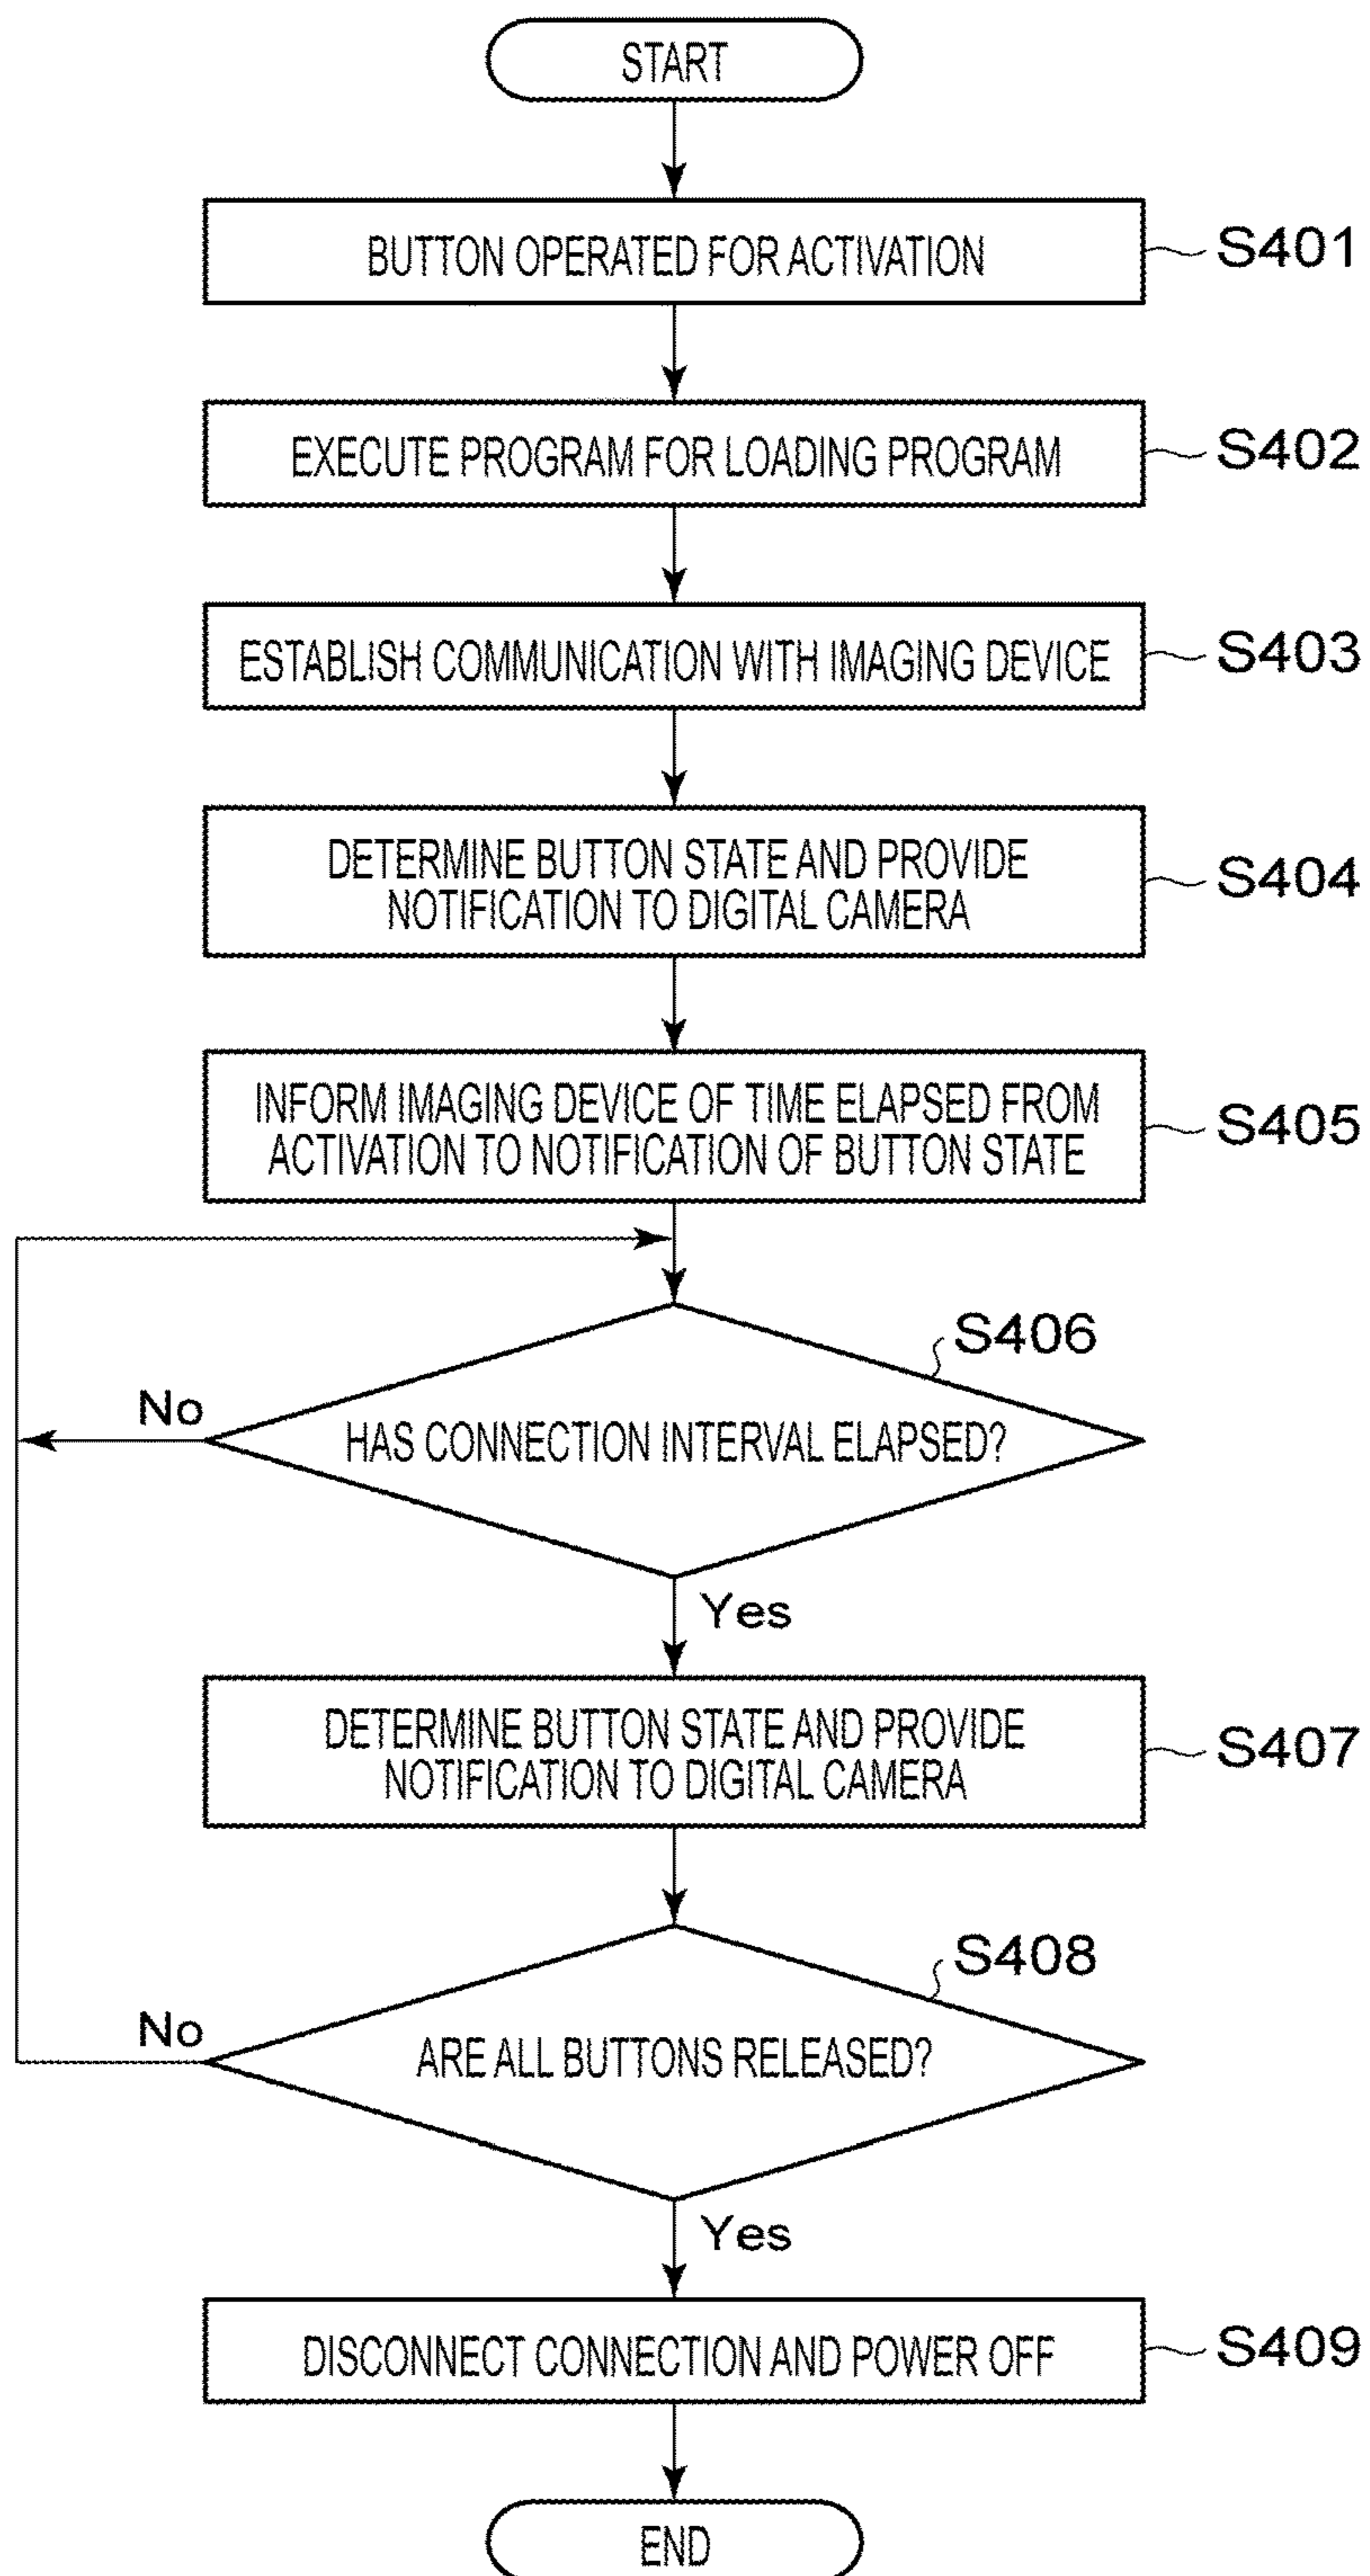 START
BUTTON OPERATED FOR ACTIVATION
S401
EXECUTE PROGRAM FOR LOADING PROGRAM
S402
ESTABLISH COMMUNICATION WITH IMAGING DEVICE
S403
DETERMINE BUTTON STATE AND PROVIDE
NOTIFICATION TO DIGITAL CAMERA
S404
INFORM IMAGING DEVICE OF TIME ELAPSED FROM
ACTIVATION TO NOTIFICATION OF BUTTON STATE
S405
S406
No
HAS CONNECTION INTERVAL ELAPSED?
Yes
DETERMINE BUTTON STATE AND PROVIDE
NOTIFICATION TO DIGITAL CAMERA
S407
S408
No
ARE ALL BUTTONS RELEASED?
Yes
DISCONNECT CONNECTION AND POWER OFF
S409
END